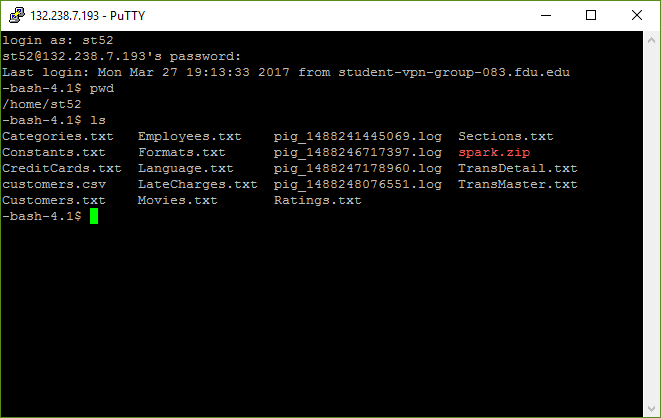 132.238.7.193 - PuTTY
login as: st52
st52@132.238.7.193's password:
Last login: Mon Mar 27 19:13:33 2017 from student-vpn-group-083.fdu.edu
-bash-4.1$ pwd
/home/st52
-bash-4.1$ ls
Categories.txt Employees.txt pig_1488241445069.log Sections.txt
Constants.txt Formats.txt pig_1488246717397.log spark.zip
CreditCards.txt Language.txt pig_1488247178960.log TransDetail.txt
customers.csv LateCharges.txt pig_1488248076551.log TransMaster.txt
Customers.txt Movies.txt Ratings.txt
-bash-4.1$